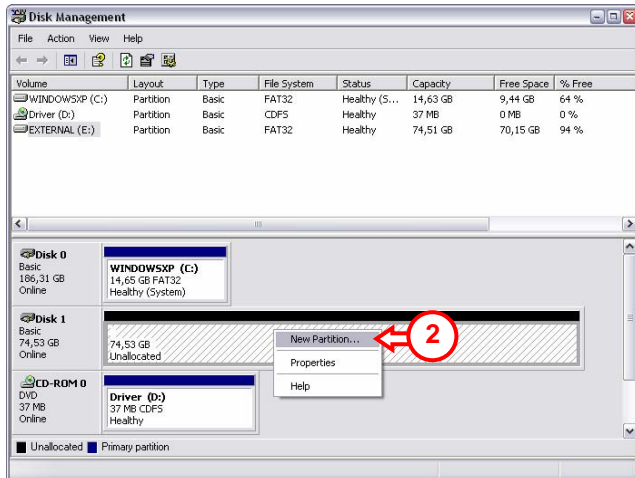 Disk Management
File Action View Help
Volume Layout Type File System Status Capacity Free Space % Free
WINDOWSXP (C:) Partition Basic FAT32 Healthy (S... 14,63 GB 9,44 GB 64 %
Driver (D:) Partition Basic CDFS Healthy 37 MB 0 MB 0 %
EXTERNAL (E:) Partition Basic FAT32 Healthy 74,51 GB 70,15 GB 94 %
Disk 0
Basic
186,31 GB
Online
WINDOWSXP (C:)
14,65 GB FAT32
Healthy (System)
Disk 1
Basic
74,53 GB
Online
74,53 GB
Unallocated
New Partition...
Properties
Help
2
CD-ROM 0
DVD
37 MB
Online
Driver (D:)
37 MB CDFS
Healthy
Unallocated Primary partition